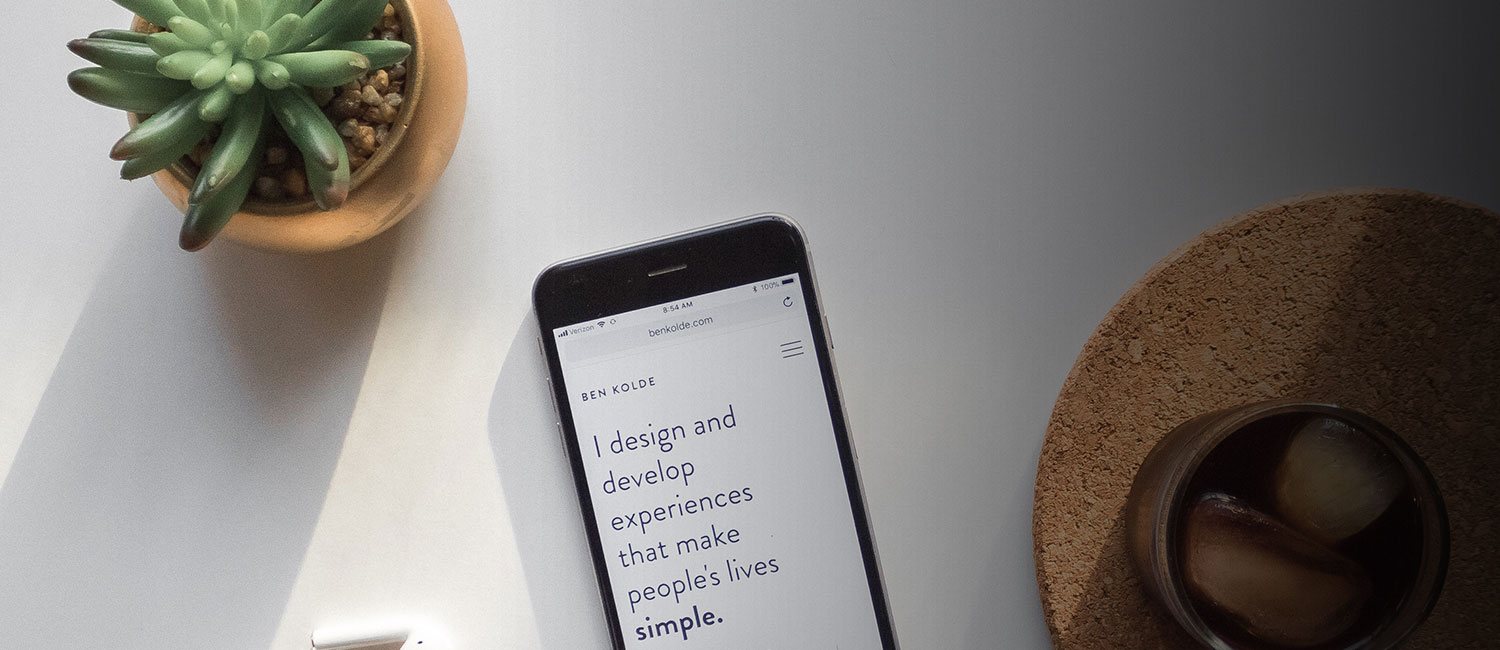 Verizon 8:54 AM 100%
benkolde.com
BEN KOLDE
I design and
develop
experiences
that make
people's lives
simple.